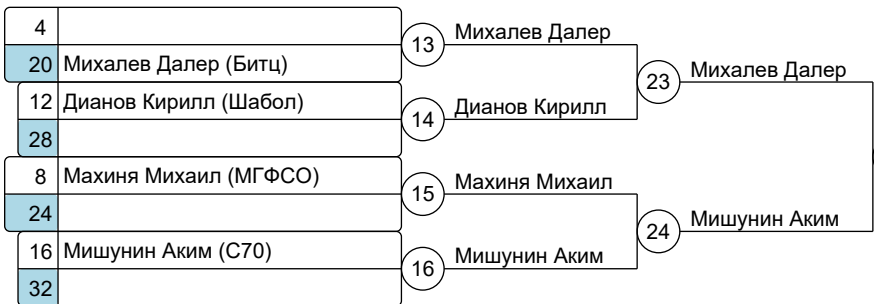 4
20 Михалев Далер (Битц)
12 Дианов Кирилл (Шабол)
28
8 Махиня Михаил (МГФСО)
24
16 Мишунин Аким (С70)
32
13 Михалев Далер
14 Дианов Кирилл
15 Махиня Михаил
16 Мишунин Аким
23 Михалев Далер
24 Мишунин Аким